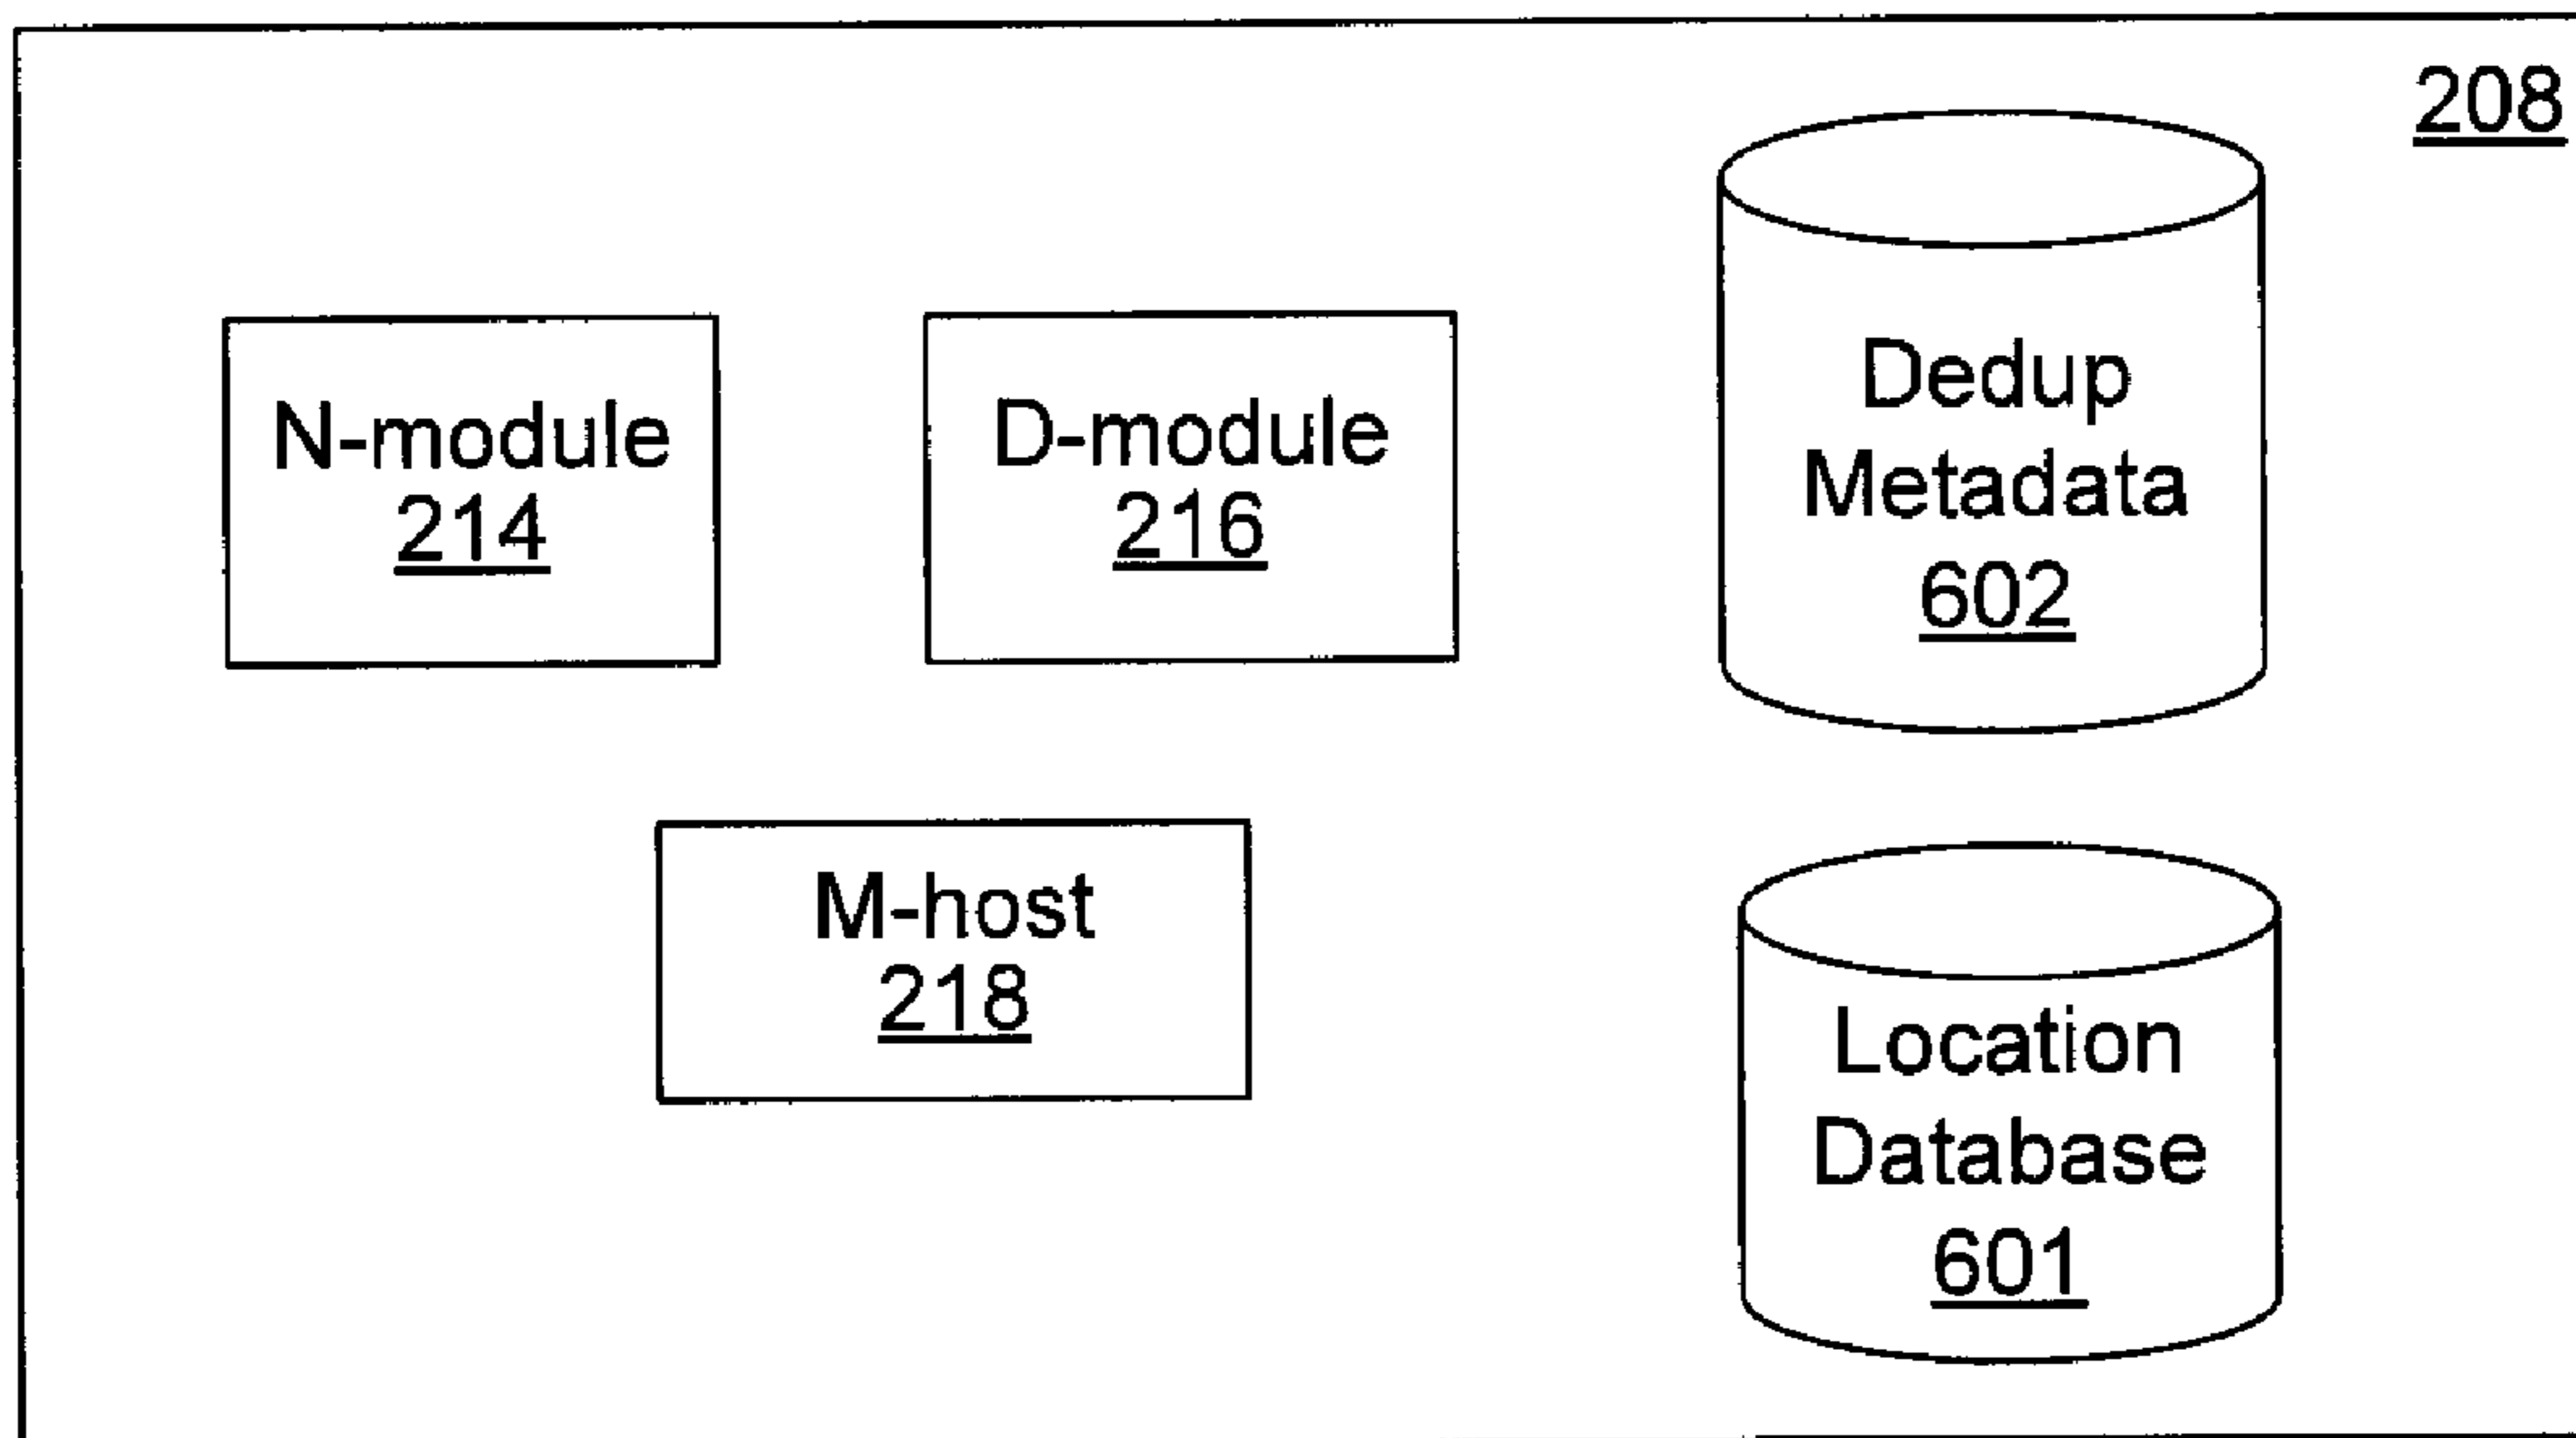 208
N-module
214
D-module
216
Dedup
Metadata
602
M-host
218
Location
Database
601